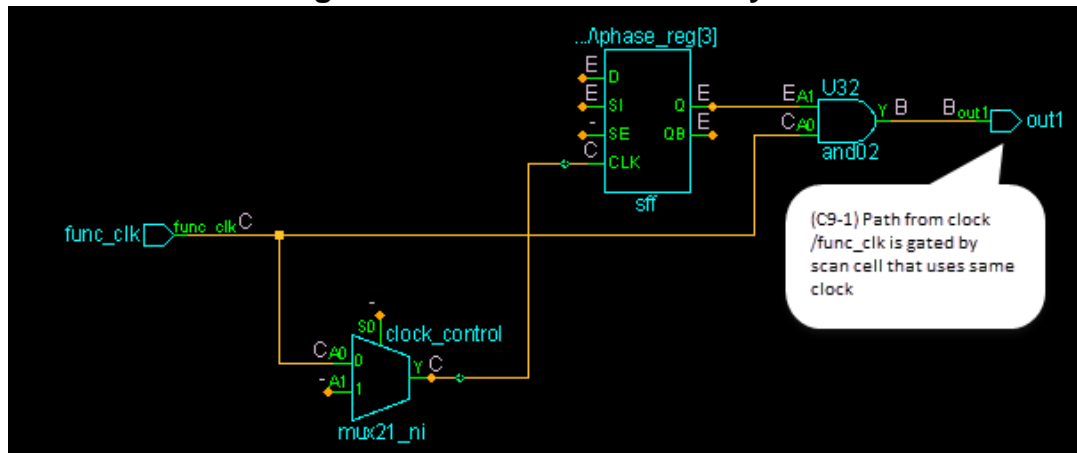 ...Aphase_reg[3]
E
D
E
SI
-
SE
C
CLK
Q
E
QB
E
sff
E
A1
U32
C
A0
Y
B
and02
B
out1
out1
(C9-1) Path from clock
/func_clk is gated by
scan cell that uses same
clock
func_clk
func_clk
C
-
S0
clock_control
C
A0
0
-
A1
1
Y
C
mux21_ni